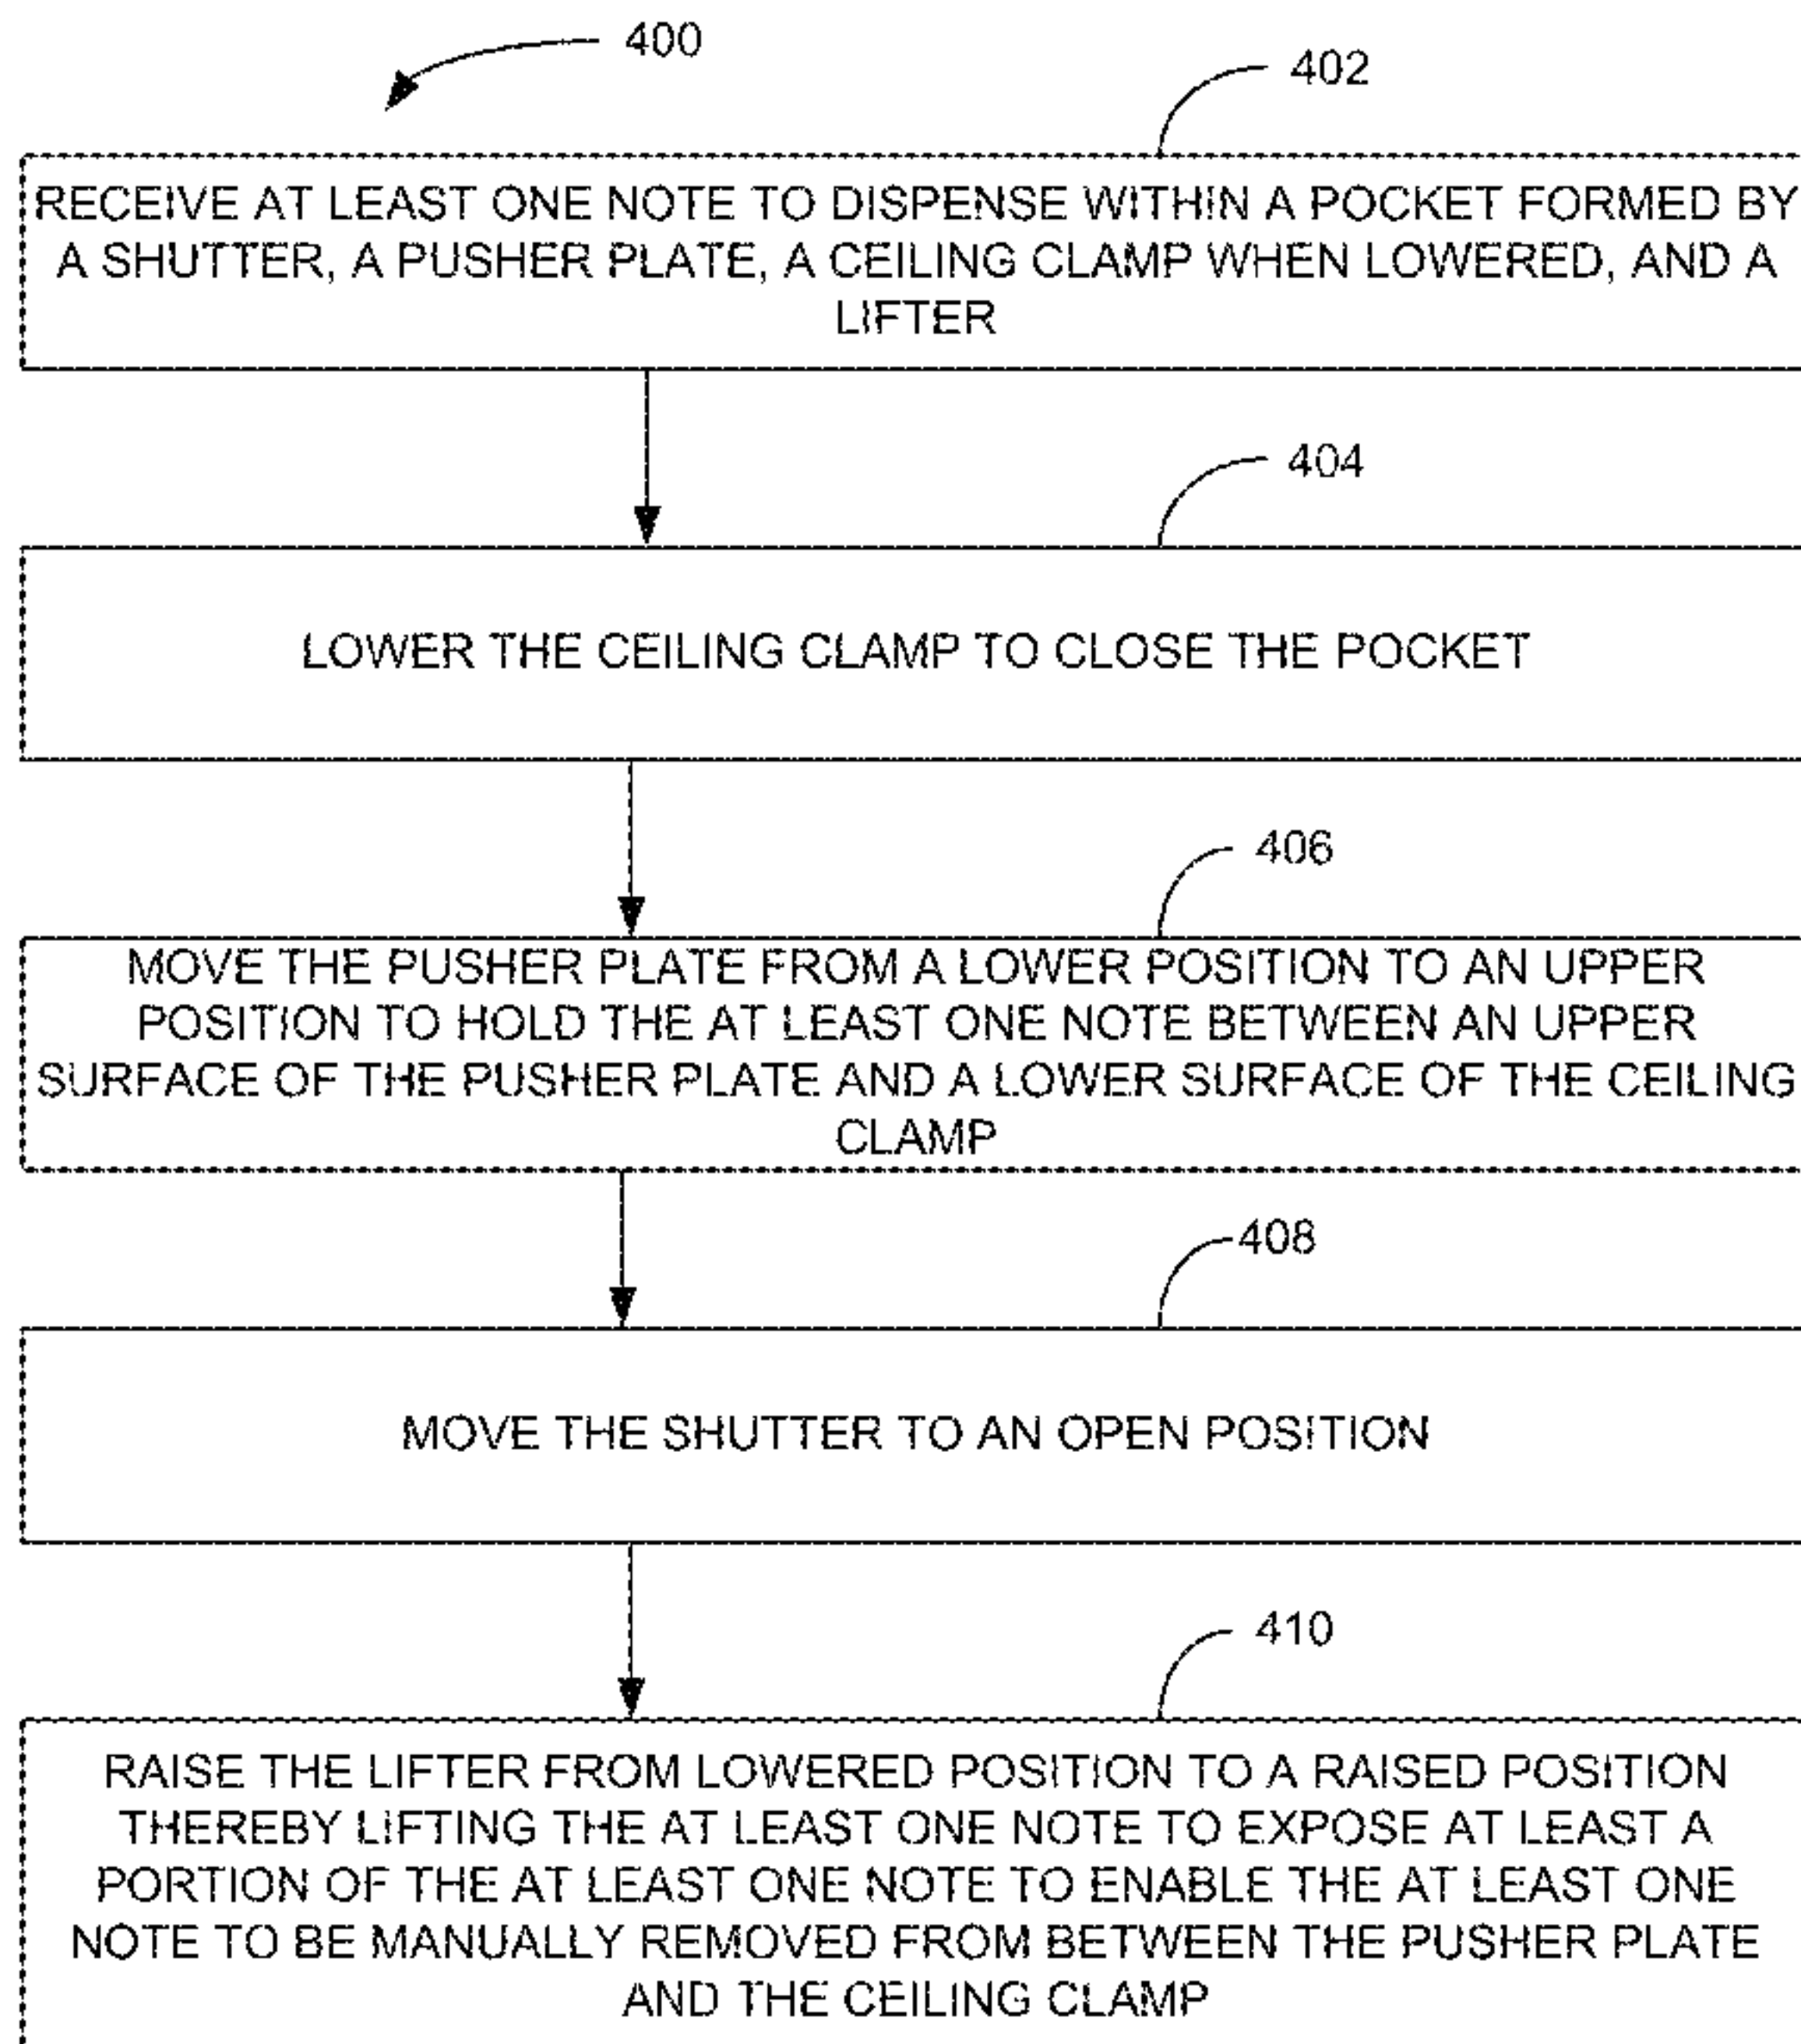 400
402
RECEIVE AT LEAST ONE NOTE TO DISPENSE WITHIN A POCKET FORMED BY
A SHUTTER, A PUSHER PLATE, A CEILING CLAMP WHEN LOWERED, AND A
LIFTER
404
LOWER THE CEILING CLAMP TO CLOSE THE POCKET
406
MOVE THE PUSHER PLATE FROM A LOWER POSITION TO AN UPPER
POSITION TO HOLD THE AT LEAST ONE NOTE BETWEEN AN UPPER
SURFACE OF THE PUSHER PLATE AND A LOWER SURFACE OF THE CEILING
CLAMP
408
MOVE THE SHUTTER TO AN OPEN POSITION
410
RAISE THE LIFTER FROM LOWERED POSITION TO A RAISED POSITION
THEREBY LIFTING THE AT LEAST ONE NOTE TO EXPOSE AT LEAST A
PORTION OF THE AT LEAST ONE NOTE TO ENABLE THE AT LEAST ONE
NOTE TO BE MANUALLY REMOVED FROM BETWEEN THE PUSHER PLATE
AND THE CEILING CLAMP